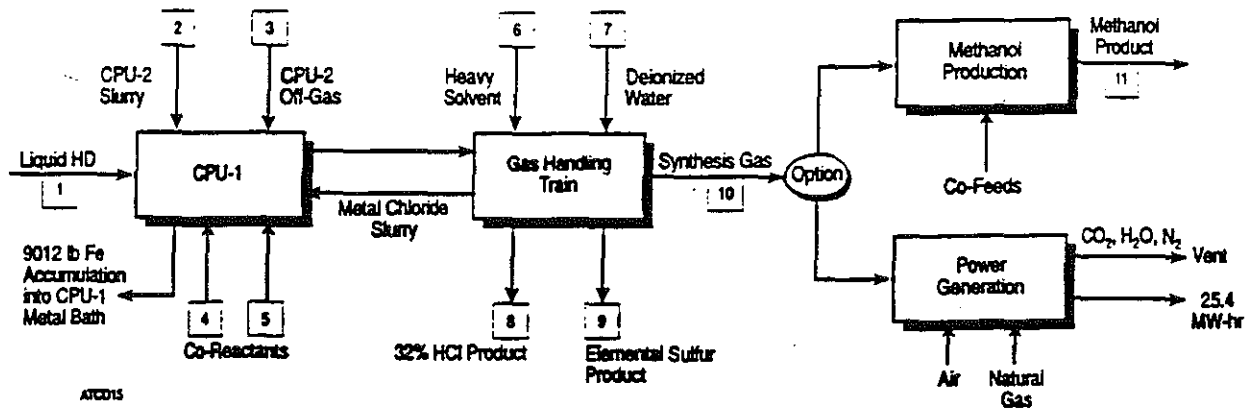 2
3
6
7
CPU-2
Slurry
CPU-2
Off-Gas
Heavy
Solvent
Deionized
Water
Methanol
Production
Methanol
Product
11
Liquid HD
1
CPU-1
Gas Handling
Train
Synthesis Gas
10
Option
Co-Feeds
Metal Chloride
Slurry
9012 lb Fe
Accumulation
into CPU-1
Metal Bath
4
5
Co-Reactants
8
9
32% HCl Product
Elemental Sulfur
Product
Power
Generation
CO₂, H₂O, N₂
Vent
25.4
MW-hr
Air
Natural
Gas
ATCD15